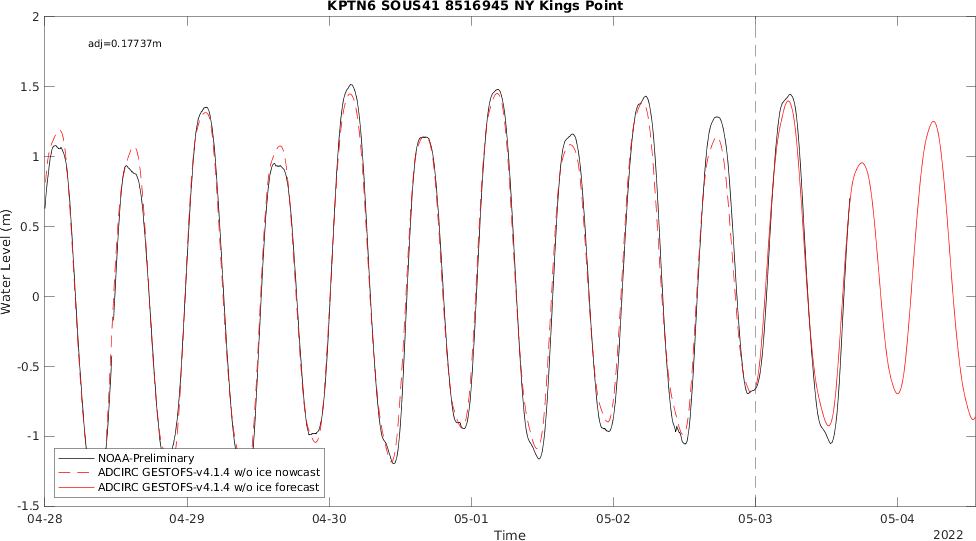 KPTN6 SOUS41 8516945 NY Kings Point
adj=0.17737m
Water Level (m)
2
1.5
1
0.5
0
-0.5
-1
-1.5
NOAA-Preliminary
ADCIRC GESTOFS-v4.1.4 w/o ice nowcast
ADCIRC GESTOFS-v4.1.4 w/o ice forecast
04-28 04-29 04-30 05-01 05-02 05-03 05-04
Time
2022